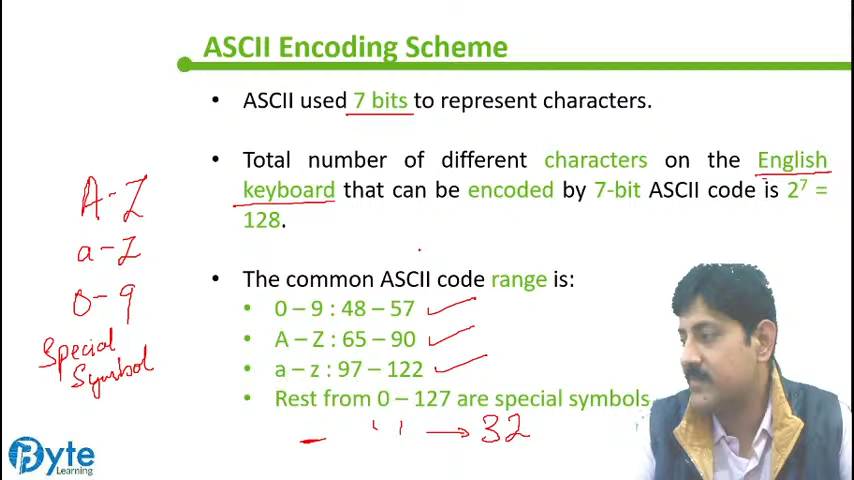 ASCII Encoding Scheme
• ASCII used 7 bits to represent characters.
• Total number of different characters on the English
keyboard that can be encoded by 7-bit ASCII code is 2⁷ =
128.
• The common ASCII code range is:
• 0 – 9 : 48 – 57
• A – Z : 65 – 90
• a – z : 97 – 122
• Rest from 0 – 127 are special symbols
' ' → 32
A - Z
a - Z
0 - 9
Special
Symbol
Byte
Learning